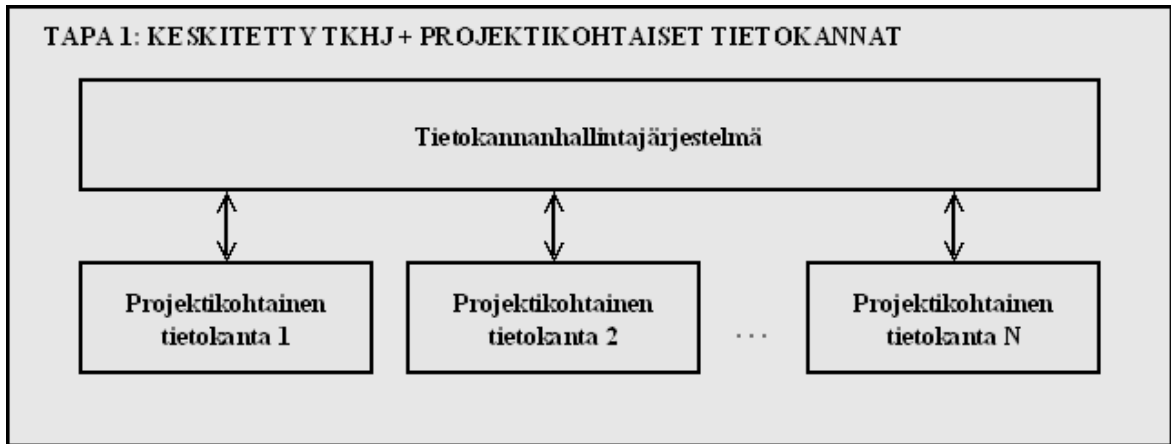 TAPA 1: KESKITETTY TKHJ + PROJEKTIKOHTAISET TIETOKANNAT
Tietokannanhallintajärjestelmä
Projektikohtainen
tietokanta 1
Projektikohtainen
tietokanta 2
. . .
Projektikohtainen
tietokanta N